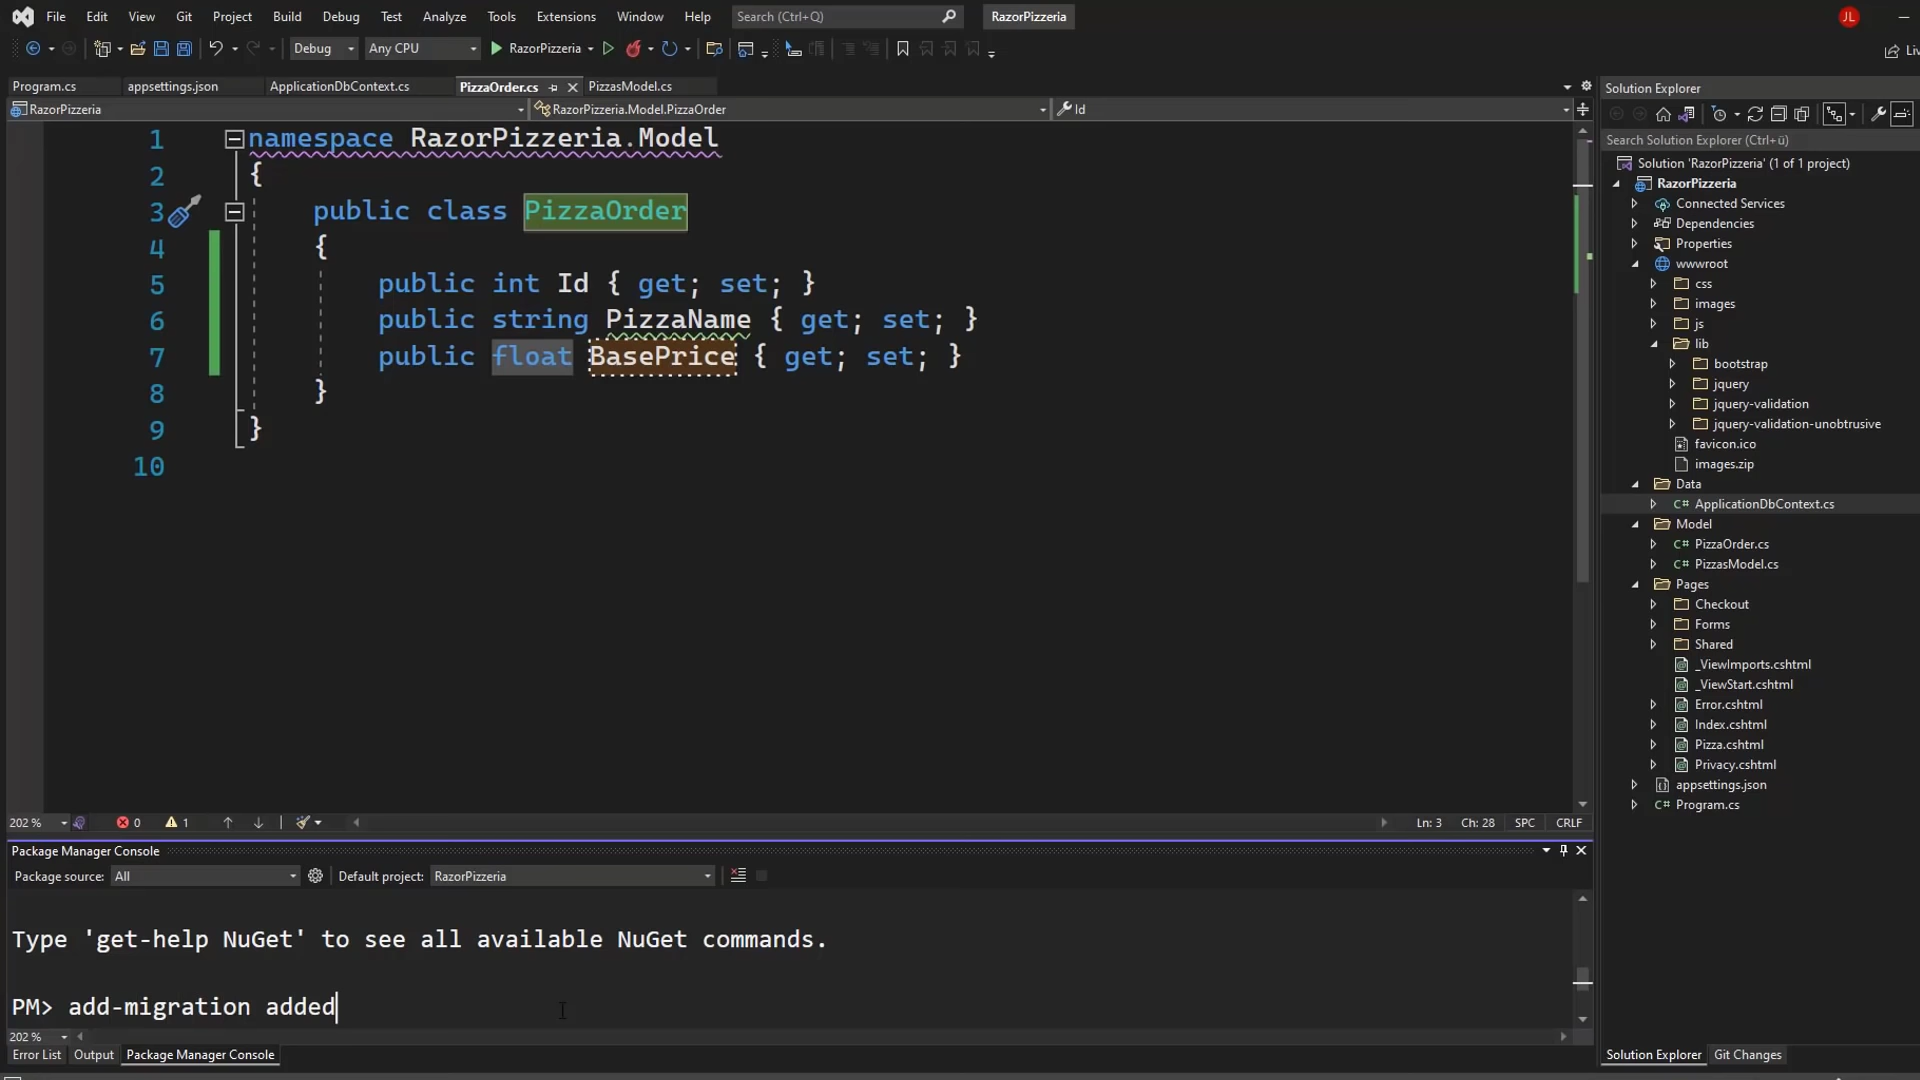 File Edit View Git Project Build Debug Test Analyze Tools Extensions Window Help Search (Ctrl+Q) RazorPizzeria JL
Debug Any CPU RazorPizzeria Liv
Program.cs appsettings.json ApplicationDbContext.cs PizzaOrder.cs PizzasModel.cs
RazorPizzeria RazorPizzeria.Model.PizzaOrder Id
1 namespace RazorPizzeria.Model
2 {
3 public class PizzaOrder
4 {
5 public int Id { get; set; }
6 public string PizzaName { get; set; }
7 public float BasePrice { get; set; }
8 }
9 }
10
202 % 0 1 Ln: 3 Ch: 28 SPC CRLF
Package Manager Console
Package source: All Default project: RazorPizzeria
Type 'get-help NuGet' to see all available NuGet commands.
PM> add-migration added
202 %
Error List Output Package Manager Console
Solution Explorer
Search Solution Explorer (Ctrl+ü)
Solution 'RazorPizzeria' (1 of 1 project)
RazorPizzeria
Connected Services
Dependencies
Properties
wwwroot
css
images
js
lib
bootstrap
jquery
jquery-validation
jquery-validation-unobtrusive
favicon.ico
images.zip
Data
C# ApplicationDbContext.cs
Model
C# PizzaOrder.cs
C# PizzasModel.cs
Pages
Checkout
Forms
Shared
_ViewImports.cshtml
_ViewStart.cshtml
Error.cshtml
Index.cshtml
Pizza.cshtml
Privacy.cshtml
appsettings.json
C# Program.cs
Solution Explorer Git Changes